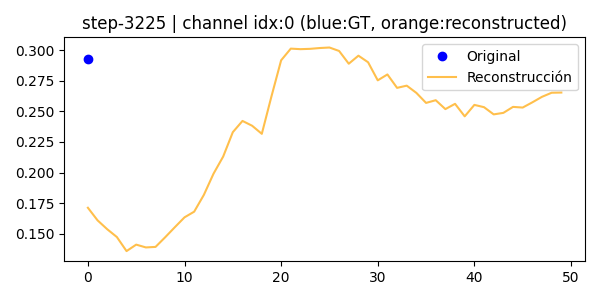 step-3225 | channel idx:0 (blue:GT, orange:reconstructed)
Original
Reconstrucción
0.300
0.275
0.250
0.225
0.200
0.175
0.150
0 10 20 30 40 50